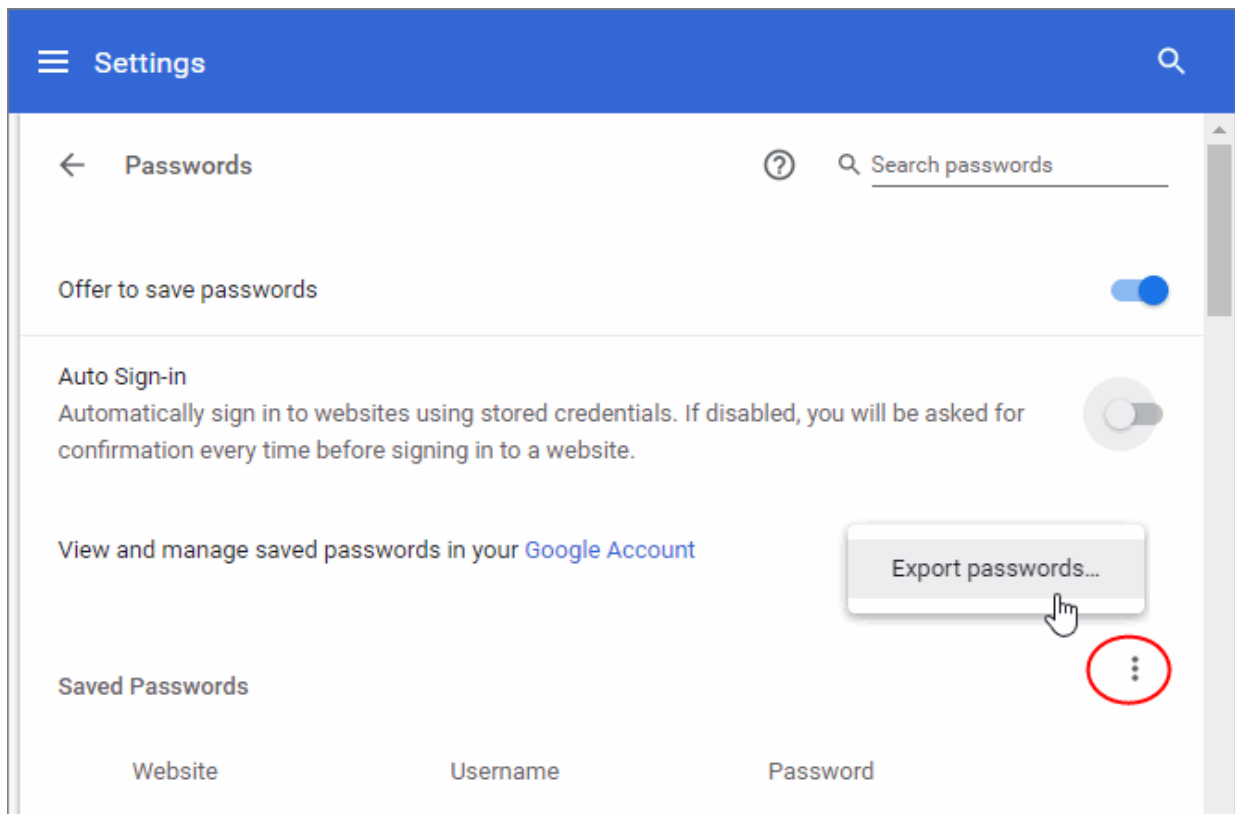 Settings
Passwords
Search passwords
Offer to save passwords
Auto Sign-in
Automatically sign in to websites using stored credentials. If disabled, you will be asked for
confirmation every time before signing in to a website.
View and manage saved passwords in your Google Account
Export passwords...
Saved Passwords
Website Username Password